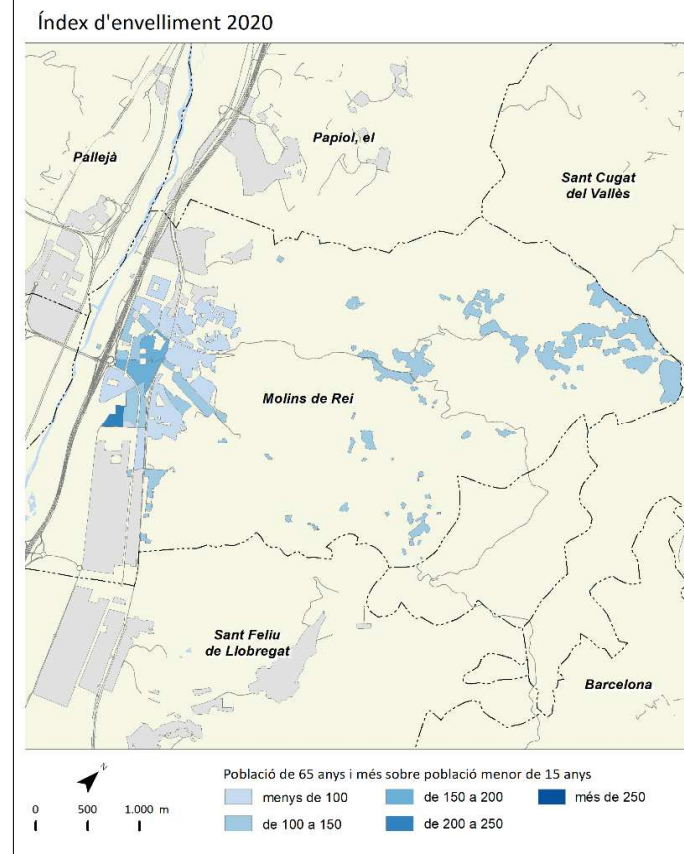 Índex d'envelliment 2020
Pallejà
Papiol, el
Sant Cugat
del Vallès
Molins de Rei
Sant Feliu
de Llobregat
Barcelona
N
0 500 1.000 m
Població de 65 anys i més sobre població menor de 15 anys
menys de 100
de 100 a 150
de 150 a 200
de 200 a 250
més de 250